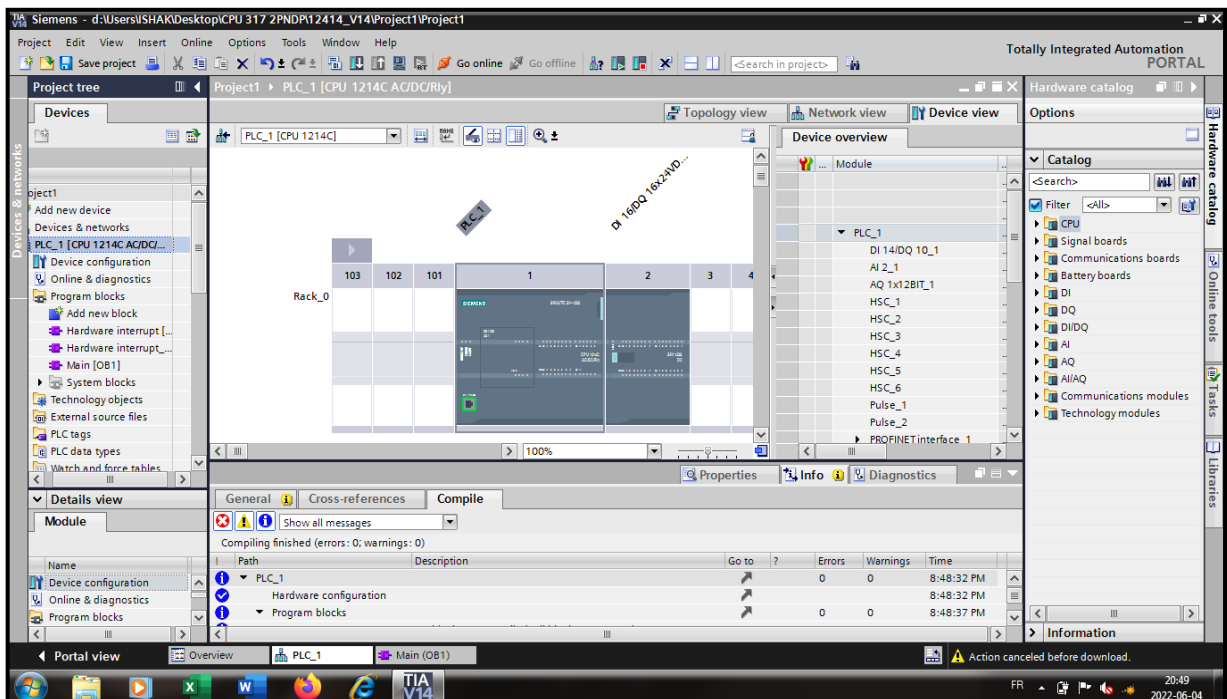 Siemens - d:\Users\ISHAK\Desktop\CPU 317 2PNDP\12414_V14\Project1\Project1
Project Edit View Insert Online Options Tools Window Help
Totally Integrated Automation
PORTAL
Save project Go online Go offline <Search in project>
Project tree
Devices
Devices & networks
oject1
Add new device
Devices & networks
PLC_1 [CPU 1214C AC/DC/...
Device configuration
Online & diagnostics
Program blocks
Add new block
Hardware interrupt [...
Hardware interrupt_...
Main [OB1]
System blocks
Technology objects
External source files
PLC tags
PLC data types
Watch and force tables
Details view
Module
Name
Device configuration
Online & diagnostics
Program blocks
Project1 PLC_1 [CPU 1214C AC/DC/Rly]
Topology view Network view Device view
PLC_1 [CPU 1214C]
PLC_1
DI 16/DQ 16x24VD...
103 102 101 1 2 3 4
Rack_0
SIEMENS
100%
Device overview
... Module
PLC_1
DI 14/DQ 10_1
AI 2_1
AQ 1x12BIT_1
HSC_1
HSC_2
HSC_3
HSC_4
HSC_5
HSC_6
Pulse_1
Pulse_2
PROFINET interface_1
Properties Info Diagnostics
General Cross-references Compile
Show all messages
Compiling finished (errors: 0; warnings: 0)
! Path Description Go to ? Errors Warnings Time
PLC_1 0 0 8:48:32 PM
Hardware configuration 8:48:32 PM
Program blocks 0 0 8:48:37 PM
Hardware catalog
Options
Catalog
<Search>
Filter <All>
CPU
Signal boards
Communications boards
Battery boards
DI
DQ
DI/DQ
AI
AQ
AI/AQ
Communications modules
Technology modules
Information
Hardware catalog
Online tools
Tasks
Libraries
Portal view Overview PLC_1 Main (OB1) Action canceled before download.
TIA
V14
FR
20:49
2022-06-04